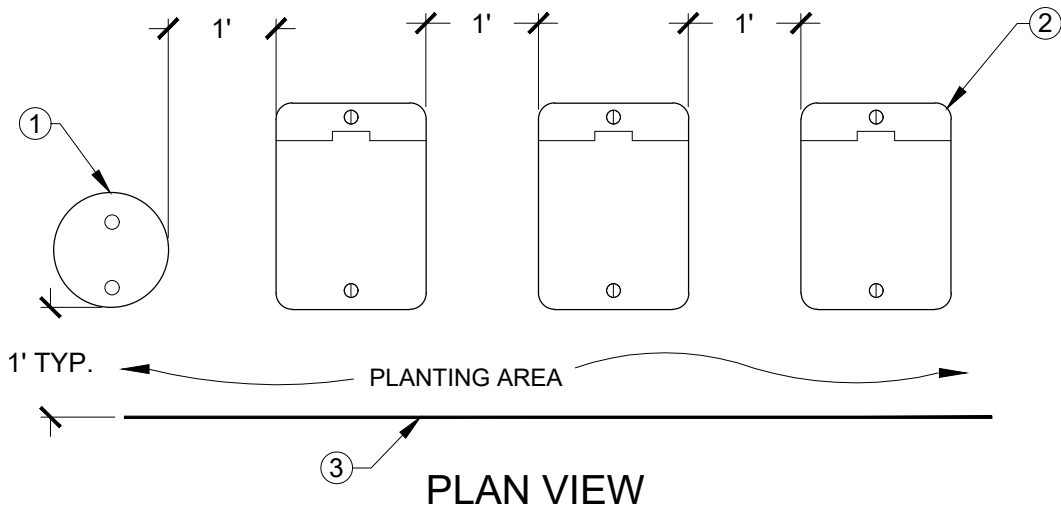 1' 1' 1' 2
1
1' TYP.
PLANTING AREA
3
PLAN VIEW